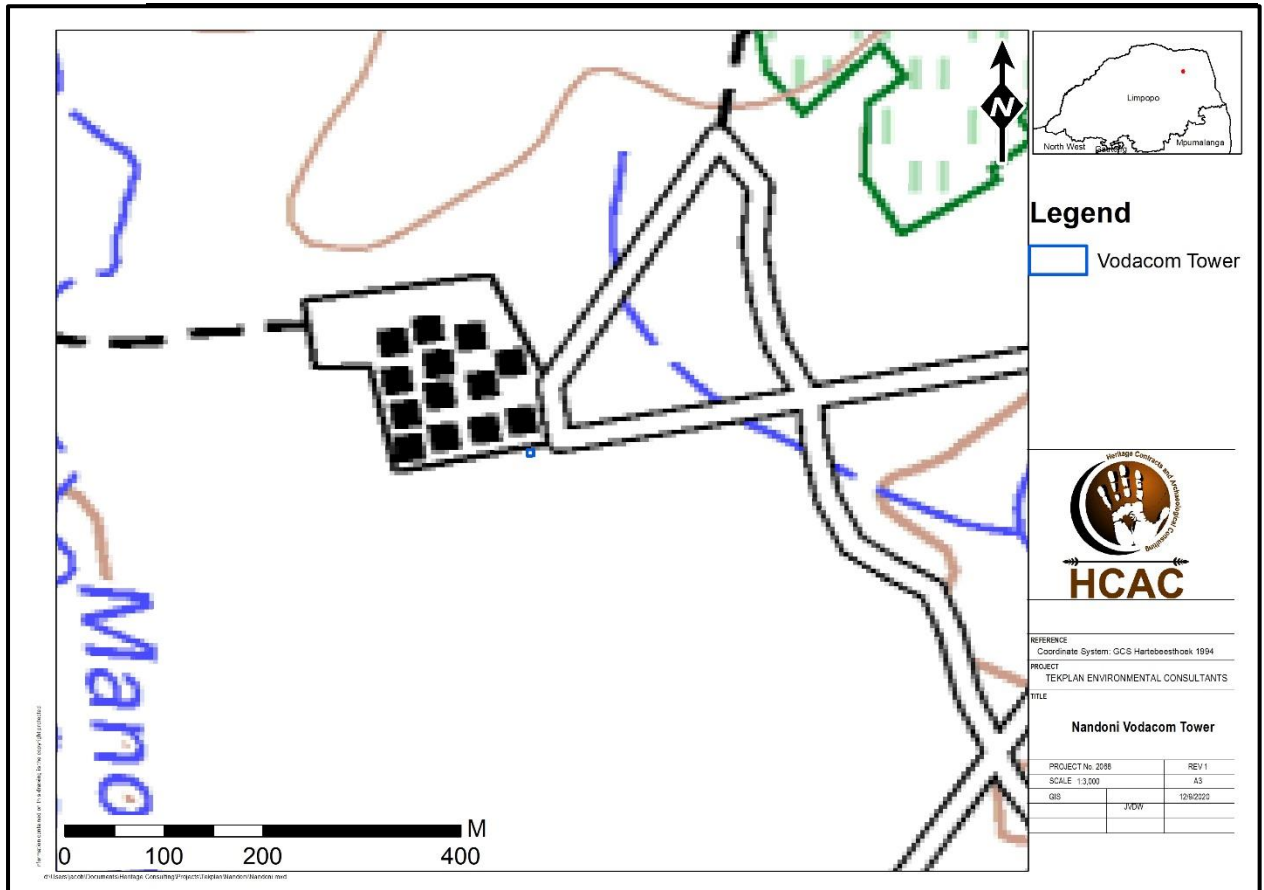 N
Limpopo
North West
Mpumalanga
Legend
Vodacom Tower
Heritage Contracts and Archaeological Consulting
HCAC
REFERENCE
Coordinate System: GCS Hartebeesthoek 1994
PROJECT
TEKPLAN ENVIRONMENTAL CONSULTANTS
TITLE
Nandoni Vodacom Tower
PROJECT No. 2068 REV 1
SCALE 1:3,000 A3
GIS 12/9/2020
JVDW
Mano
M
0 100 200 400